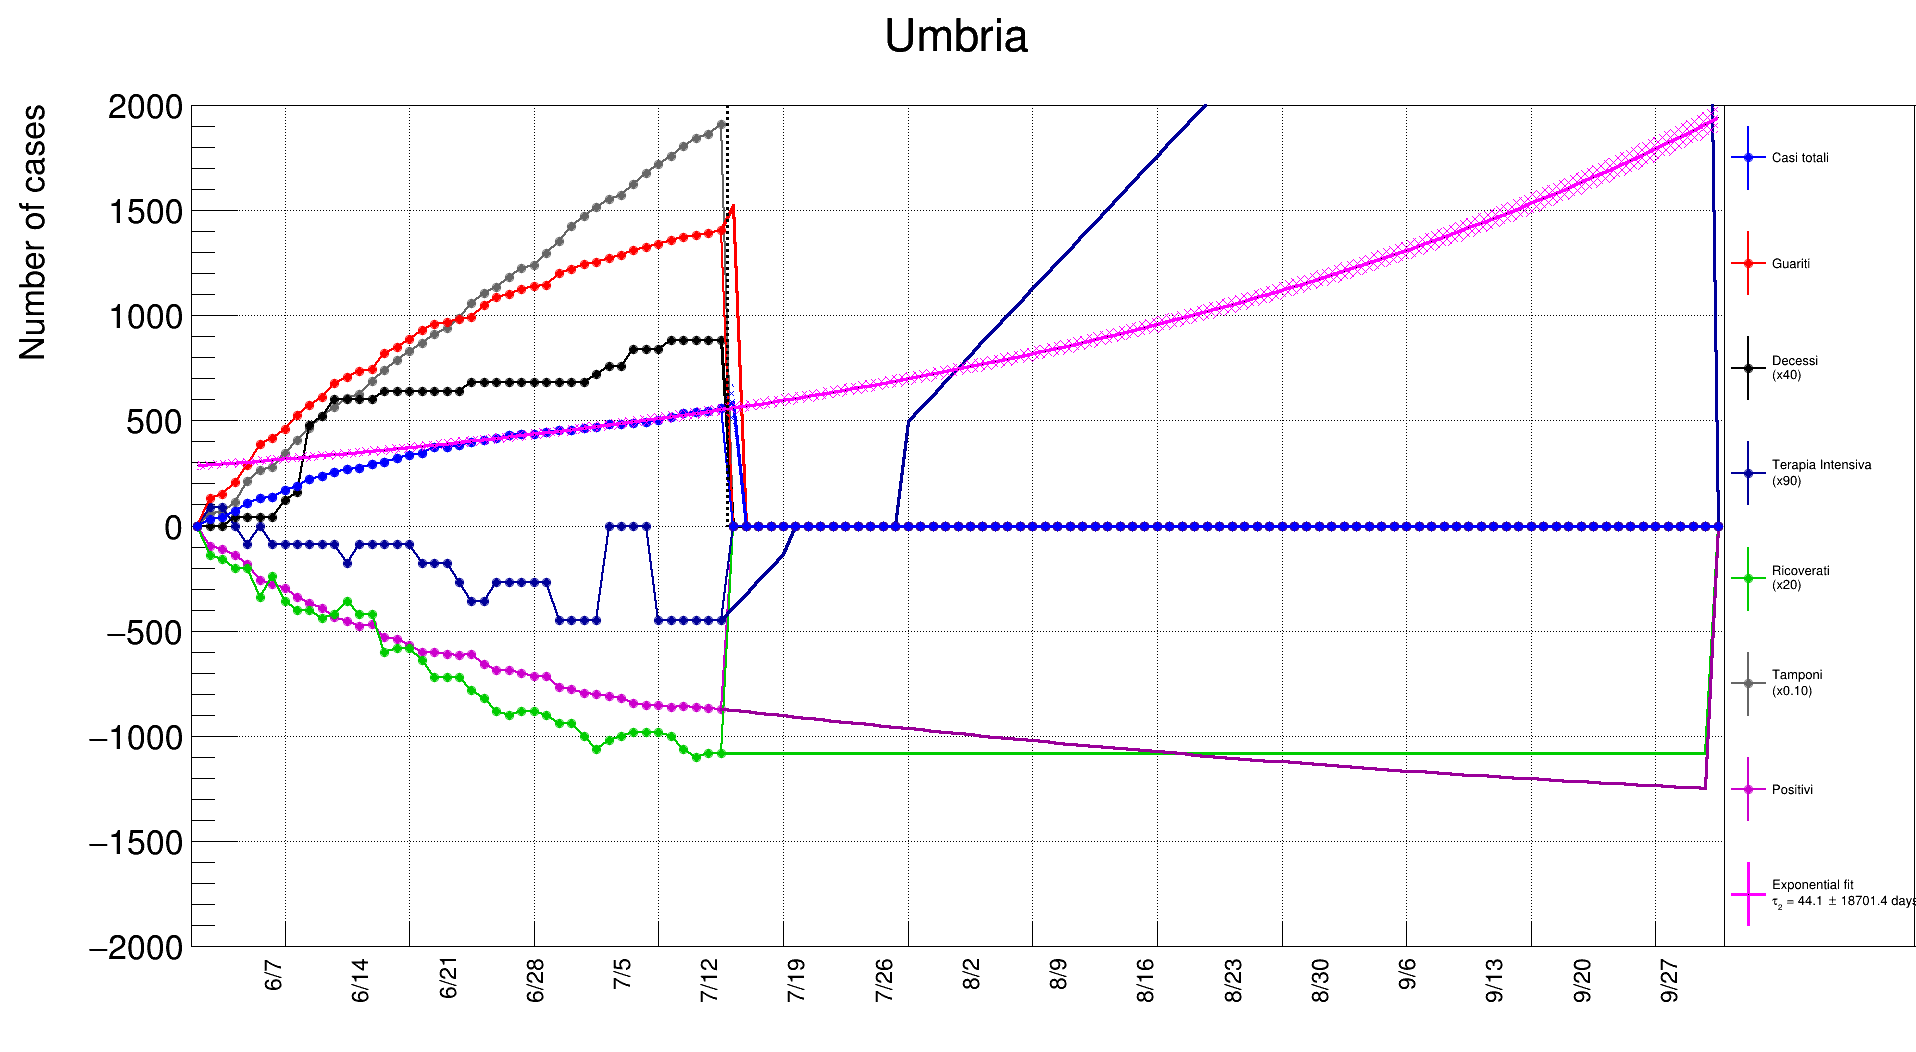 Umbria
Number of cases
2000
1500
1000
500
0
−500
−1000
−1500
−2000
6/7
6/14
6/21
6/28
7/5
7/12
7/19
7/26
8/2
8/9
8/16
8/23
8/30
9/6
9/13
9/20
9/27
Casi totali
Guariti
Decessi
(x40)
Terapia Intensiva
(x90)
Ricoverati
(x20)
Tamponi
(x0.10)
Positivi
Exponential fit
τ2 = 44.1 ± 18701.4 days